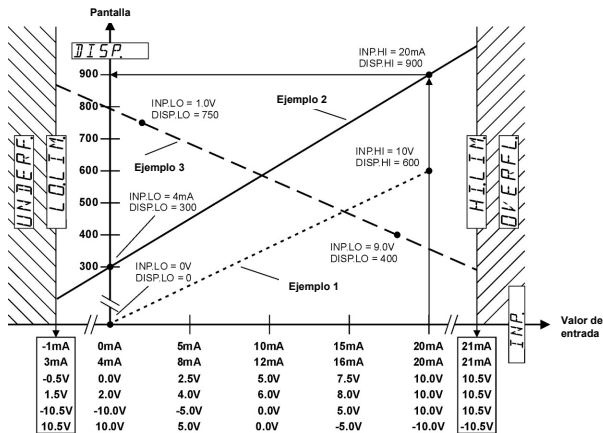 Pantalla
DISP.
900
800
700
600
500
400
300
INP.HI = 20mA
DISP.HI = 900
INP.LO = 1.0V
DISP.LO = 750
Ejemplo 2
Ejemplo 3
INP.HI = 10V
DISP.HI = 600
INP.LO = 4mA
DISP.LO = 300
INP.LO = 9.0V
DISP.LO = 400
INP.LO = 0V
DISP.LO = 0
Ejemplo 1
UNDERF.
LO.LIM.
HI.LIM.
OVERFL.
INP.
Valor de
entrada
-1mA 0mA 5mA 10mA 15mA 20mA 21mA
3mA 4mA 8mA 12mA 16mA 20mA 21mA
-0.5V 0.0V 2.5V 5.0V 7.5V 10.0V 10.5V
1.5V 2.0V 4.0V 6.0V 8.0V 10.0V 10.5V
-10.5V -10.0V -5.0V 0.0V 5.0V 10.0V 10.5V
10.5V 10.0V 5.0V 0.0V -5.0V -10.0V -10.5V